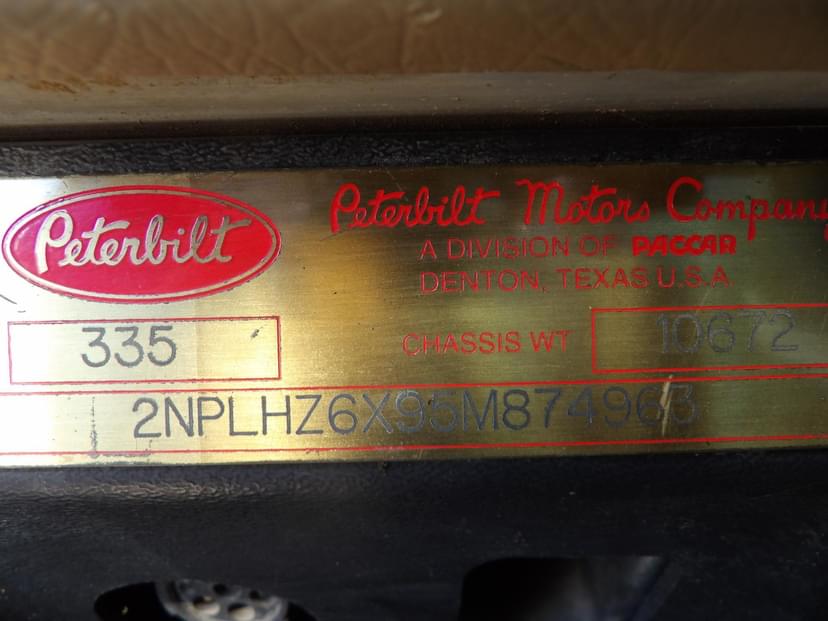 Peterbilt
Peterbilt Motors Company
A DIVISION OF PACCAR
DENTON, TEXAS U.S.A.
335
CHASSIS WT 10672
2NPLHZ6X95M874963